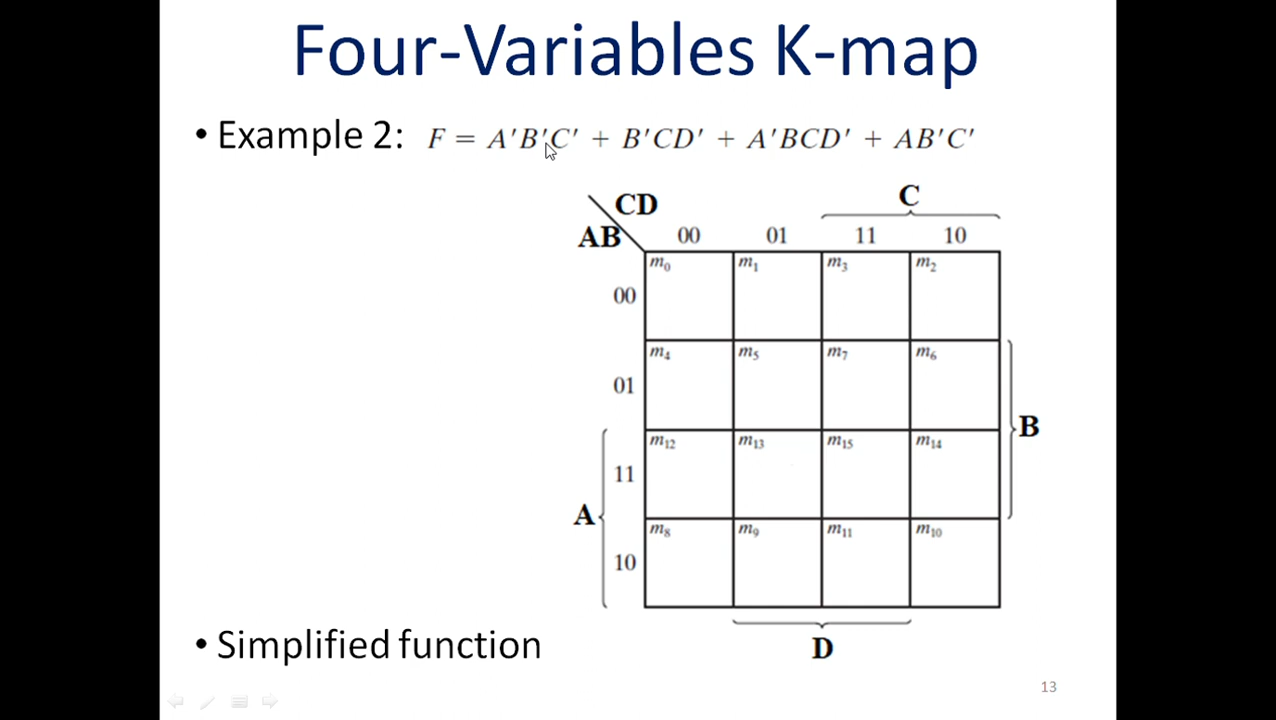 Four-Variables K-map
• Example 2: F = A′B′C′ + B′CD′ + A′BCD′ + AB′C′
C
CD
AB 00 01 11 10
m₀ m₁ m₃ m₂
00
m₄ m₅ m₇ m₆
01
B
m₁₂ m₁₃ m₁₅ m₁₄
11
A
m₈ m₉ m₁₁ m₁₀
10
• Simplified function
D
13